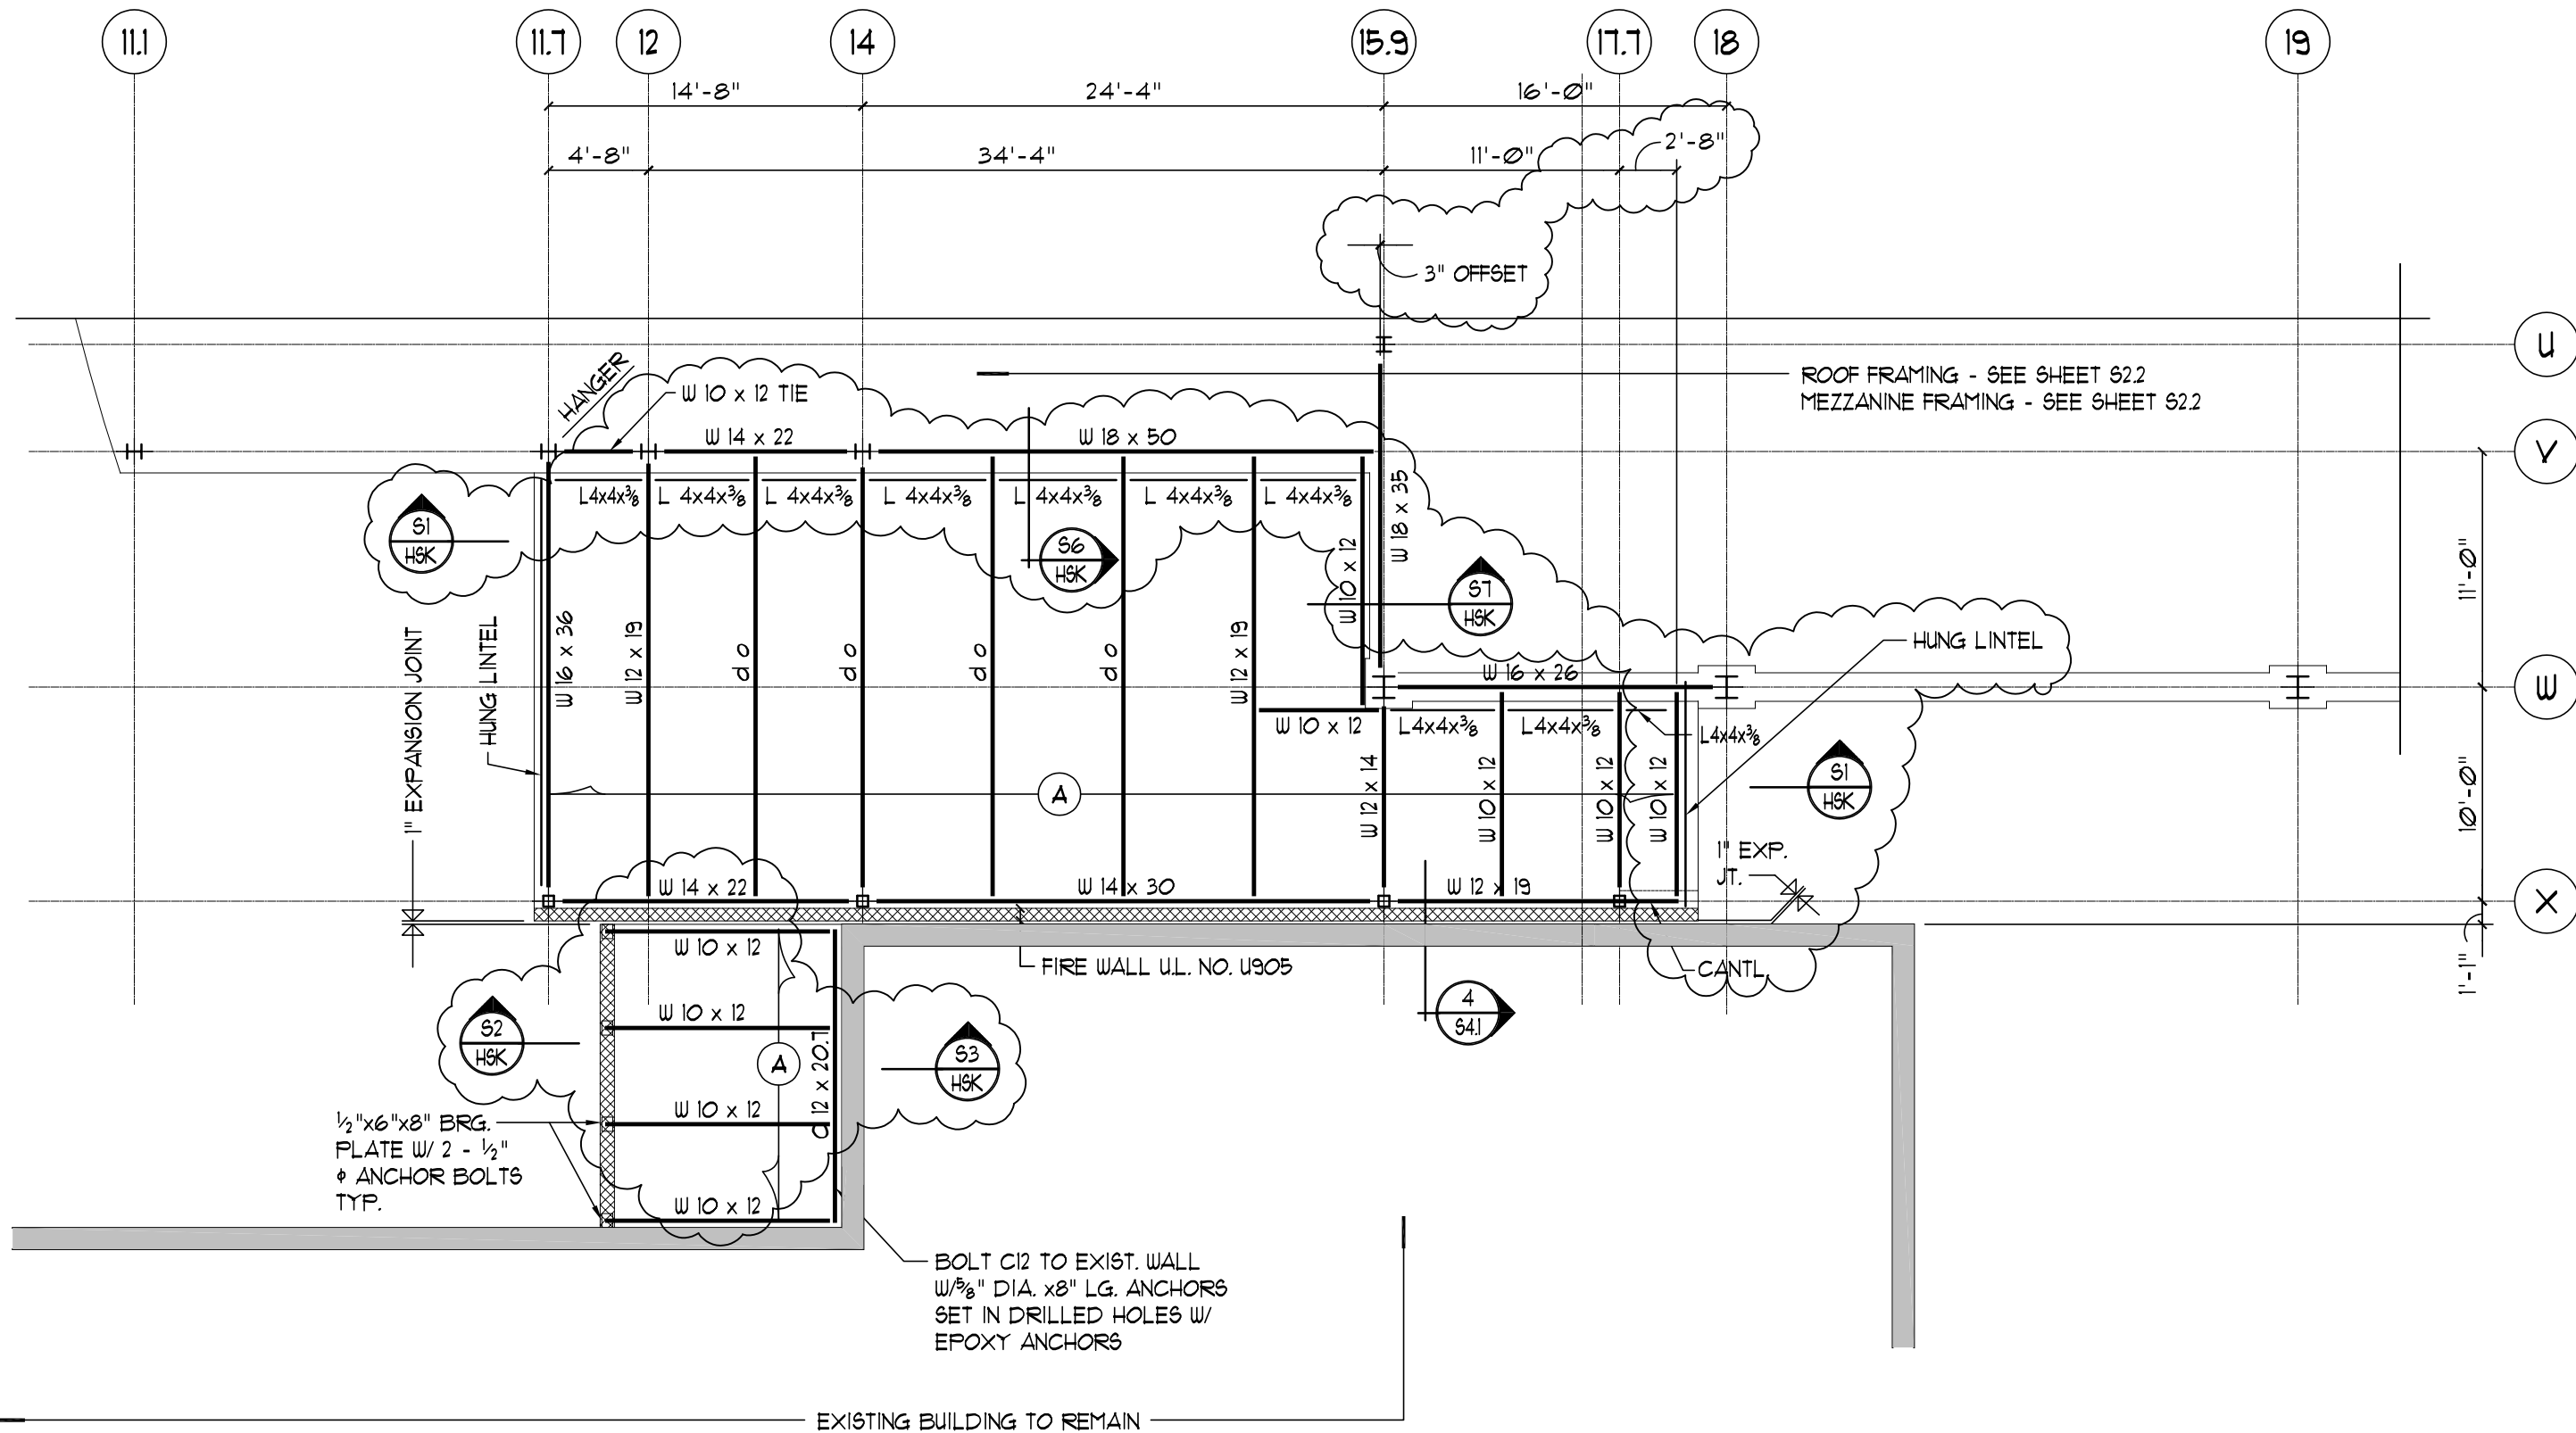 11.1
11.7
12
14
15.9
17.7
18
19
14'-8"
24'-4"
16'-0"
4'-8"
34'-4"
11'-0"
2'-8"
3" OFFSET
U
HANGER
W 10 x 12 TIE
ROOF FRAMING - SEE SHEET S2.2
MEZZANINE FRAMING - SEE SHEET S2.2
W 14 x 22
W 18 x 50
V
L4x4x3/8
L 4x4x3/8
L 4x4x3/8
L 4x4x3/8
L 4x4x3/8
L 4x4x3/8
L 4x4x3/8
W 18 x 35
S1
HSK
S6
HSK
W 10 x 12
S7
HSK
11'-0"
1" EXPANSION JOINT
HUNG LINTEL
W 16 x 36
W 12 x 19
do
do
do
do
W 12 x 19
HUNG LINTEL
W 16 x 26
W
W 10 x 12
L4x4x3/8
L4x4x3/8
L4x4x3/8
W 12 x 14
W 10 x 12
W 10 x 12
W 10 x 12
S1
HSK
10'-0"
A
1" EXP.
JT.
W 14 x 22
W 14 x 30
W 12 x 19
X
W 10 x 12
FIRE WALL U.L. NO. U905
CANTL.
1'-1"
S2
HSK
W 10 x 12
A
C 12 x 20.7
S3
HSK
4
S4.1
1/2"x6"x8" BRG.
PLATE W/ 2 - 1/2"
ϕ ANCHOR BOLTS
TYP.
W 10 x 12
W 10 x 12
BOLT C12 TO EXIST. WALL
W/5/8" DIA. x8" LG. ANCHORS
SET IN DRILLED HOLES W/
EPOXY ANCHORS
EXISTING BUILDING TO REMAIN